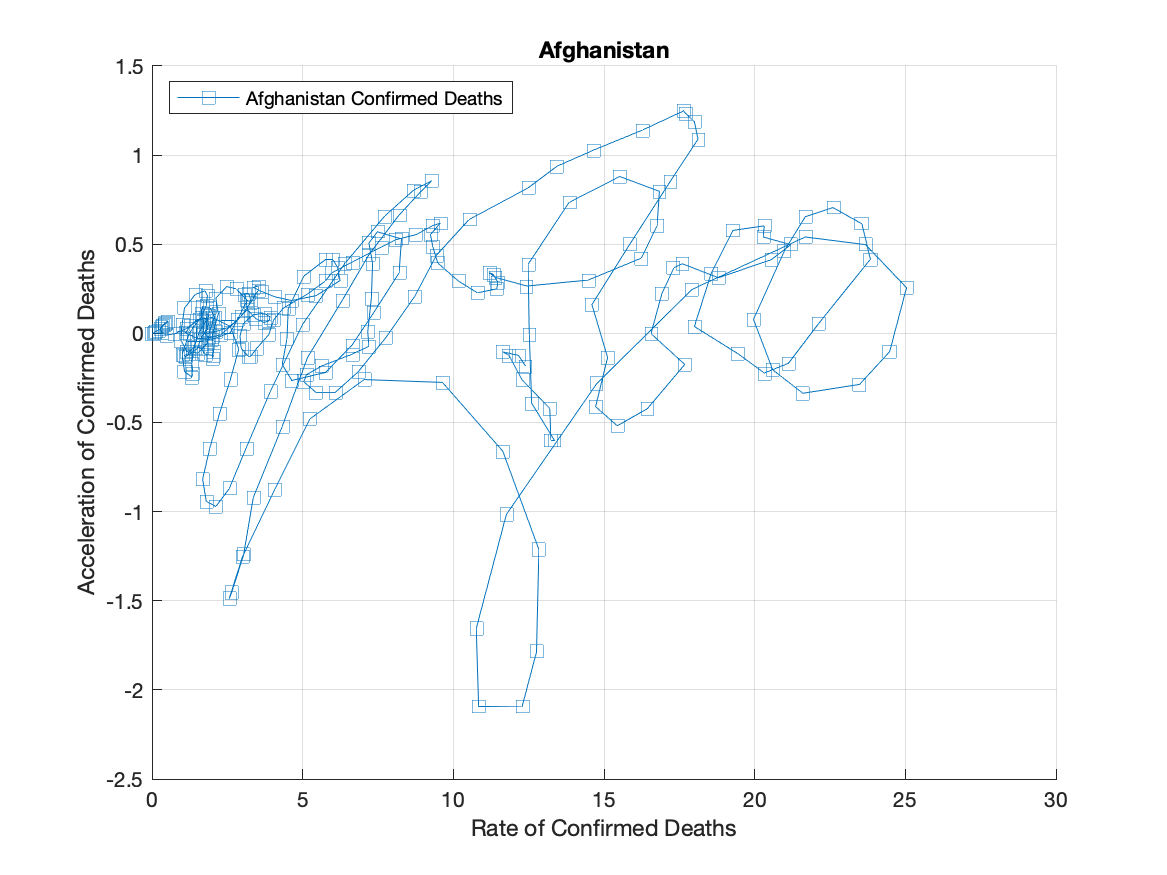 Afghanistan
Afghanistan Confirmed Deaths
1.5
1
0.5
0
-0.5
-1
-1.5
-2
-2.5
Acceleration of Confirmed Deaths
0 5 10 15 20 25 30
Rate of Confirmed Deaths